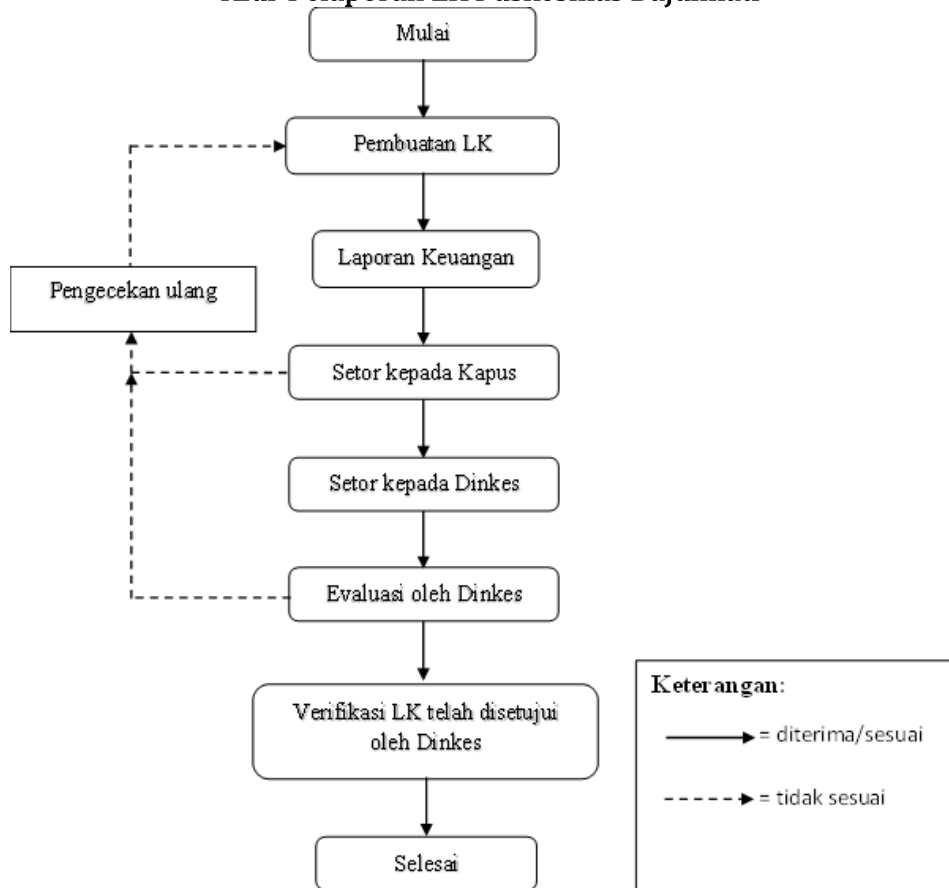 Mulai
Pembuatan LK
Laporan Keuangan
Pengecekan ulang
Setor kepada Kapus
Setor kepada Dinkes
Evaluasi oleh Dinkes
Verifikasi LK telah disetujui
oleh Dinkes
Selesai
Keterangan:
= diterima/sesuai
= tidak sesuai